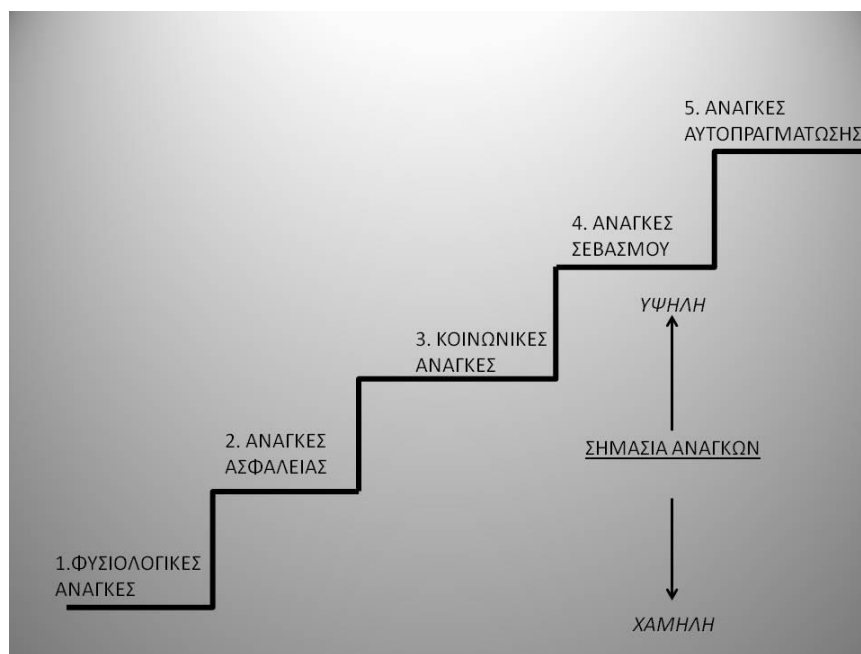 5. ΑΝΑΓΚΕΣ
ΑΥΤΟΠΡΑΓΜΑΤΩΣΗΣ
4. ΑΝΑΓΚΕΣ
ΣΕΒΑΣΜΟΥ
ΥΨΗΛΗ
3. ΚΟΙΝΩΝΙΚΕΣ
ΑΝΑΓΚΕΣ
2. ΑΝΑΓΚΕΣ
ΑΣΦΑΛΕΙΑΣ
ΣΗΜΑΣΙΑ ΑΝΑΓΚΩΝ
1.ΦΥΣΙΟΛΟΓΙΚΕΣ
ΑΝΑΓΚΕΣ
ΧΑΜΗΛΗ